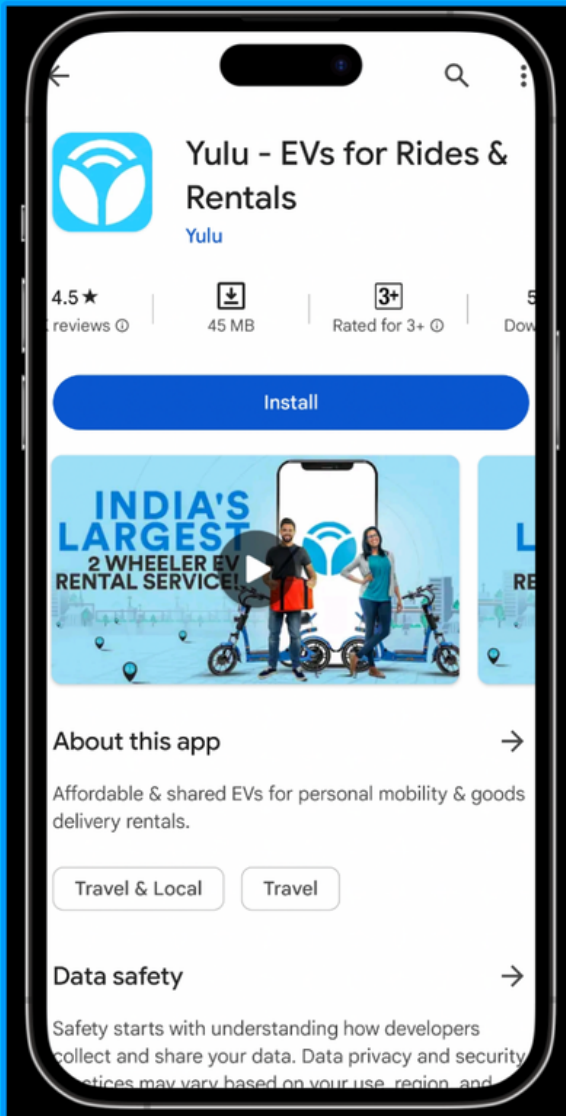 Yulu - EVs for Rides &
Rentals
Yulu
4.5★
reviews
45 MB
3+
Rated for 3+
5
Dow
Install
INDIA'S
LARGEST
2 WHEELER EV
RENTAL SERVICE!
L
RE
About this app
Affordable & shared EVs for personal mobility & goods
delivery rentals.
Travel & Local
Travel
Data safety
Safety starts with understanding how developers
collect and share your data. Data privacy and security
practices may vary based on your use, region, and